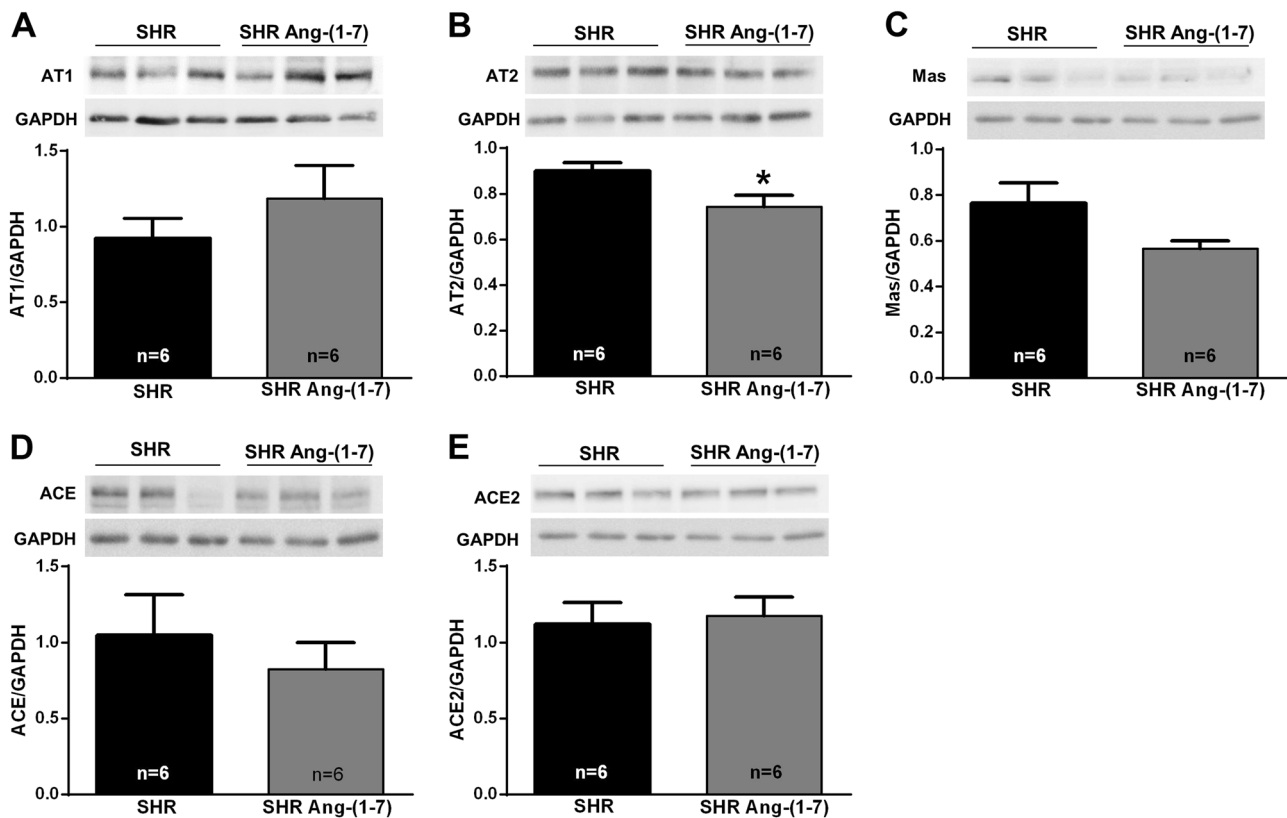 A
SHR SHR Ang-(1-7)
AT1
GAPDH
AT1/GAPDH
1.5
1.0
0.5
0.0
n=6 n=6
SHR SHR Ang-(1-7)
B
SHR SHR Ang-(1-7)
AT2
GAPDH
AT2/GAPDH
1.0
0.8
0.6
0.4
0.2
0.0
*
n=6 n=6
SHR SHR Ang-(1-7)
C
SHR SHR Ang-(1-7)
Mas
GAPDH
Mas/GAPDH
1.0
0.8
0.6
0.4
0.2
0.0
n=6 n=6
SHR SHR Ang-(1-7)
D
SHR SHR Ang-(1-7)
ACE
GAPDH
ACE/GAPDH
1.5
1.0
0.5
0.0
n=6 n=6
SHR SHR Ang-(1-7)
E
SHR SHR Ang-(1-7)
ACE2
GAPDH
ACE2/GAPDH
1.5
1.0
0.5
0.0
n=6 n=6
SHR SHR Ang-(1-7)